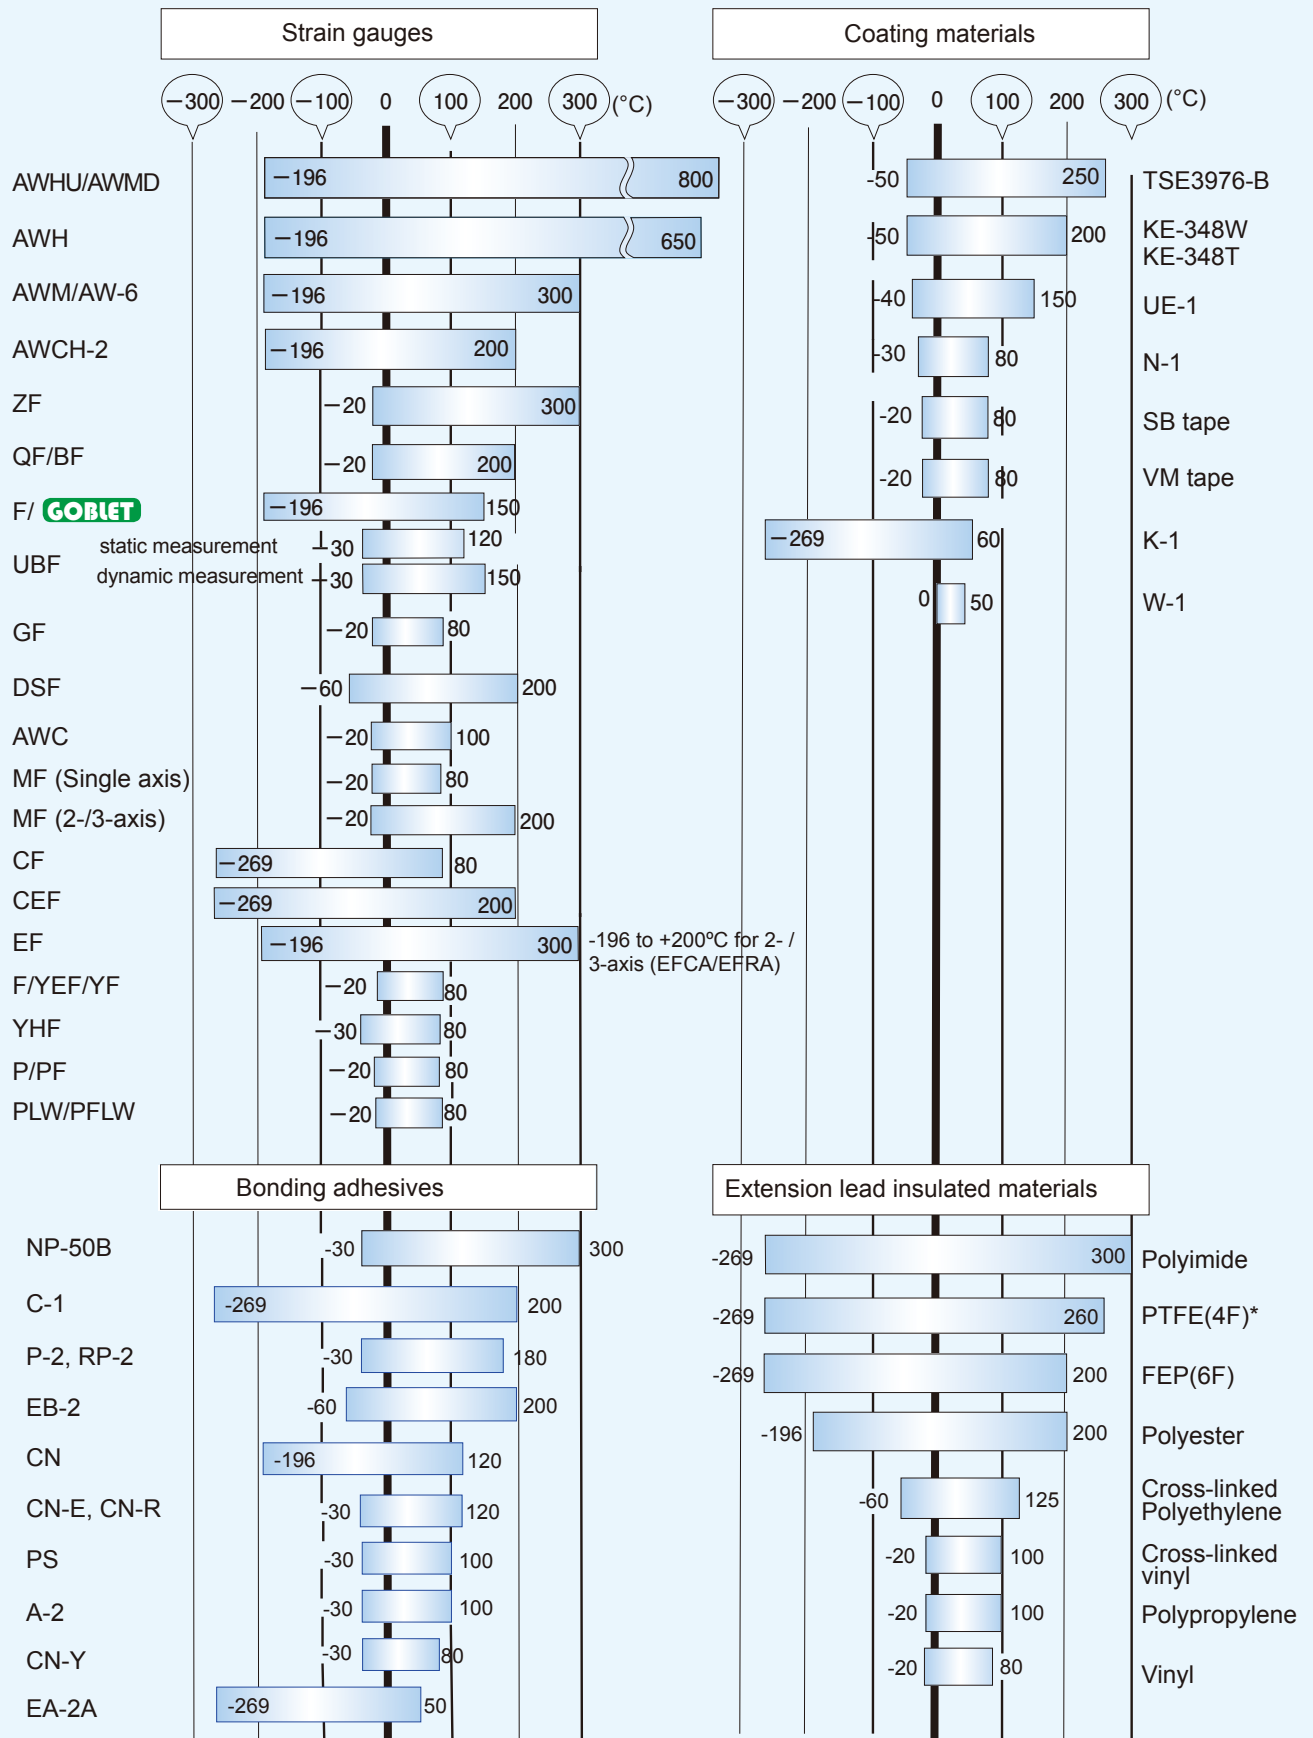 Strain gauges
−300 −200 −100 0 100 200 300 (°C)
AWHU/AWMD −196 800
AWH −196 650
AWM/AW-6 −196 300
AWCH-2 −196 200
ZF −20 300
QF/BF −20 200
F/ GOBLET −196 150
UBF
static measurement −30 120
dynamic measurement −30 150
GF −20 80
DSF −60 200
AWC −20 100
MF (Single axis) −20 80
MF (2-/3-axis) −20 200
CF −269 80
CEF −269 200
EF −196 300
-196 to +200ºC for 2- /
3-axis (EFCA/EFRA)
F/YEF/YF −20 80
YHF −30 80
P/PF −20 80
PLW/PFLW −20 80
Coating materials
−300 −200 −100 0 100 200 300 (°C)
-50 250 TSE3976-B
-50 200 KE-348W
KE-348T
-40 150 UE-1
-30 80 N-1
-20 80 SB tape
-20 80 VM tape
−269 60 K-1
0 50 W-1
Bonding adhesives
NP-50B -30 300
C-1 -269 200
P-2, RP-2 -30 180
EB-2 -60 200
CN -196 120
CN-E, CN-R -30 120
PS -30 100
A-2 -30 100
CN-Y -30 80
EA-2A -269 50
Extension lead insulated materials
-269 300 Polyimide
-269 260 PTFE(4F)*
-269 200 FEP(6F)
-196 200 Polyester
-60 125 Cross-linked
Polyethylene
-20 100 Cross-linked
vinyl
-20 100 Polypropylene
-20 80 Vinyl